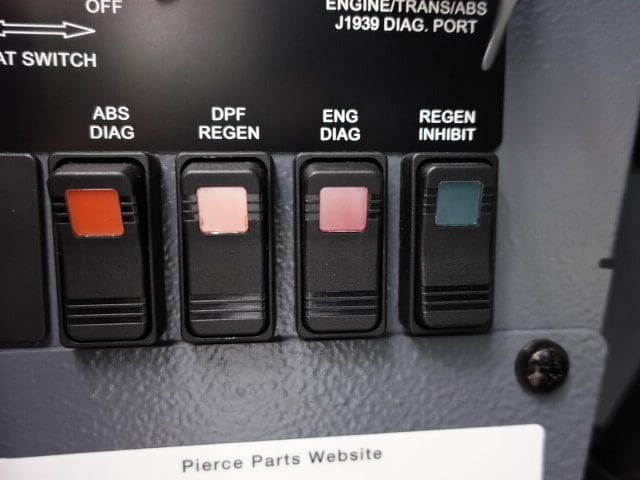 OFF
ENGINE/TRANS/ABS
J1939 DIAG. PORT
AT SWITCH
ABS
DIAG
DPF
REGEN
ENG
DIAG
REGEN
INHIBIT
Pierce Parts Website